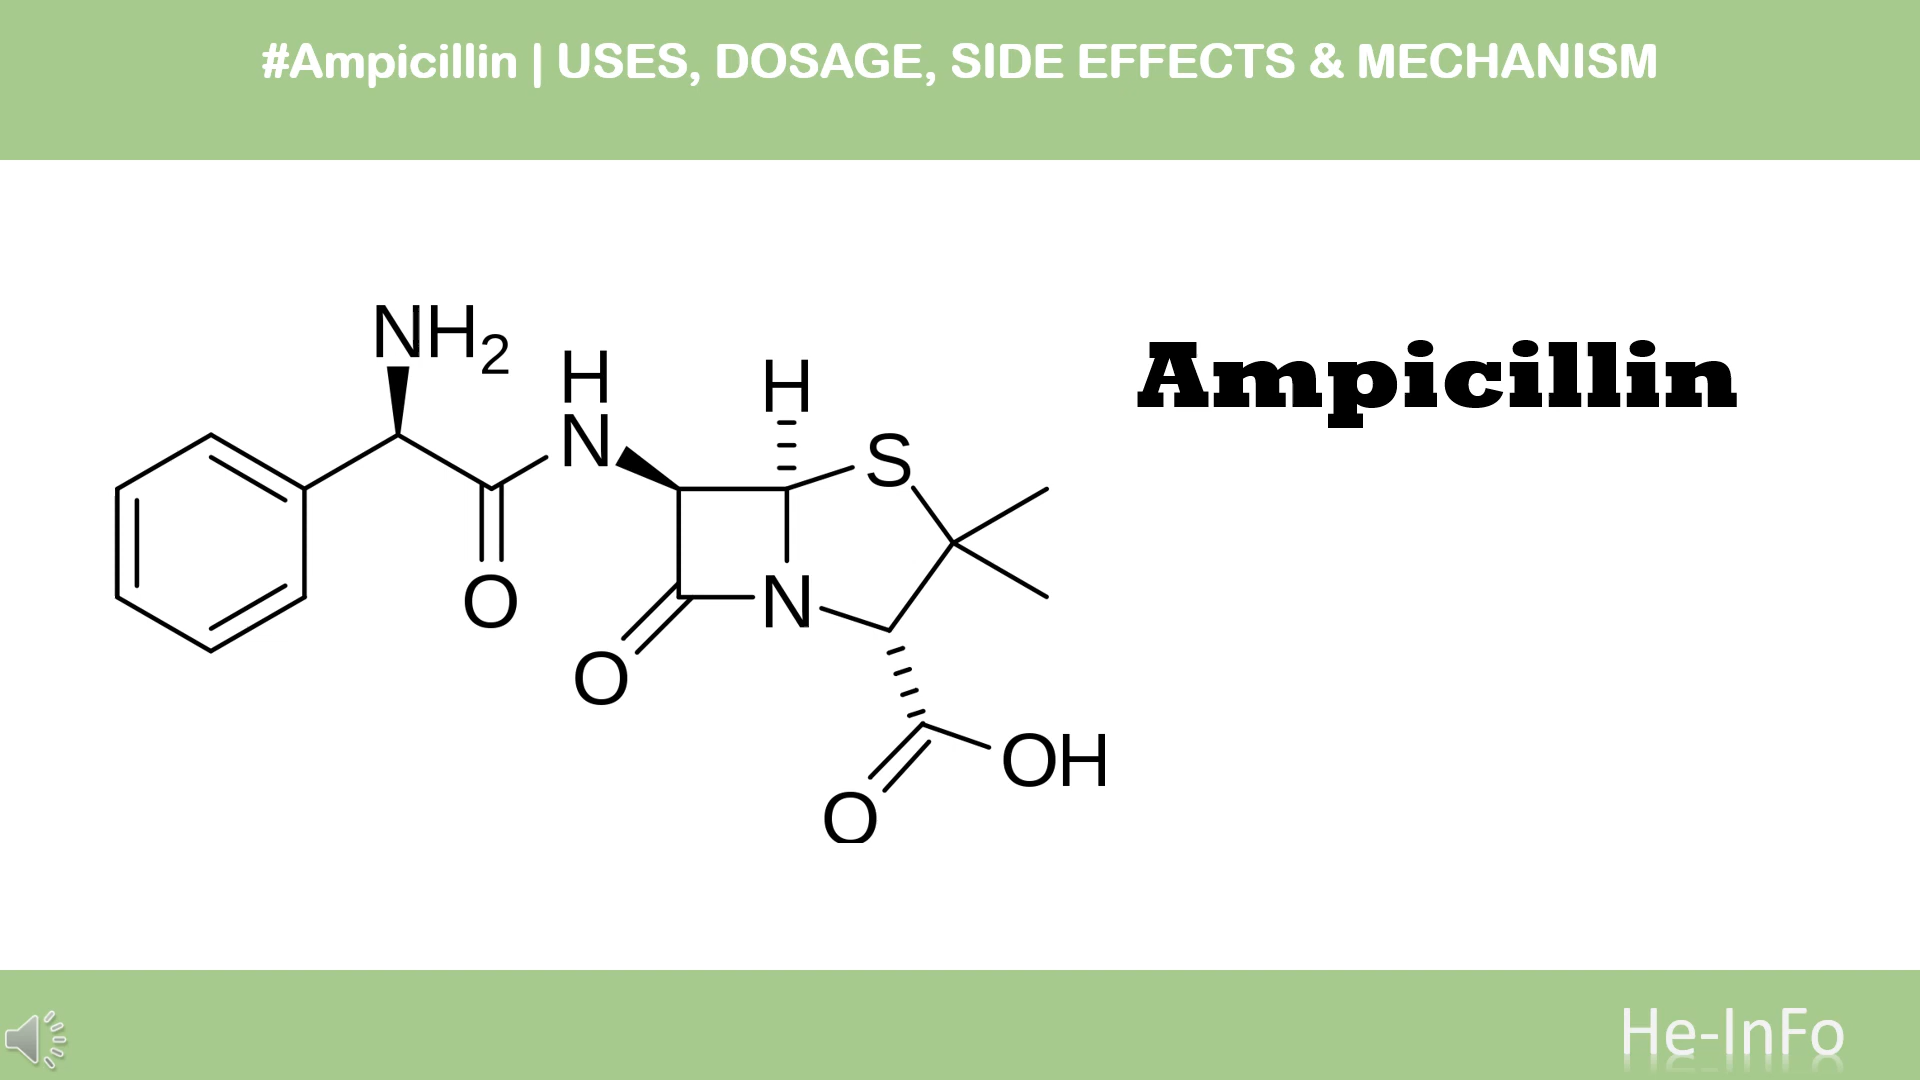 #Ampicillin | USES, DOSAGE, SIDE EFFECTS & MECHANISM
NH2
H
H
N
S
Ampicillin
O
N
O
OH
O
He-InFo